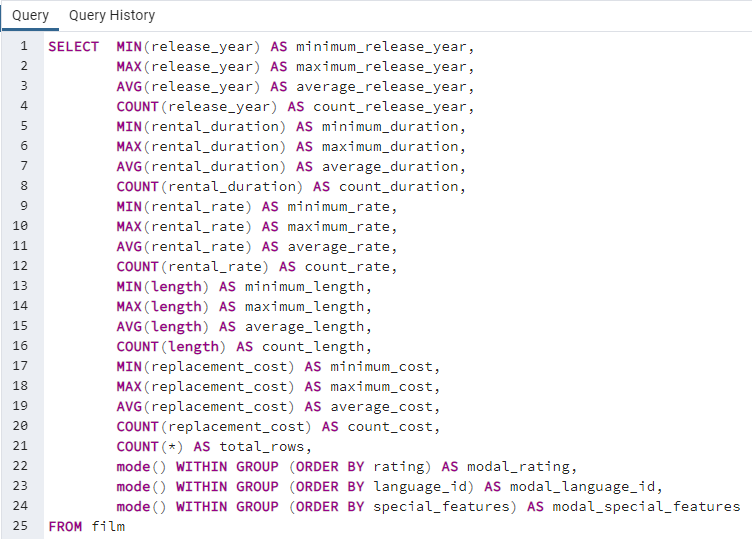 Query Query History
1 SELECT MIN(release_year) AS minimum_release_year,
2 MAX(release_year) AS maximum_release_year,
3 AVG(release_year) AS average_release_year,
4 COUNT(release_year) AS count_release_year,
5 MIN(rental_duration) AS minimum_duration,
6 MAX(rental_duration) AS maximum_duration,
7 AVG(rental_duration) AS average_duration,
8 COUNT(rental_duration) AS count_duration,
9 MIN(rental_rate) AS minimum_rate,
10 MAX(rental_rate) AS maximum_rate,
11 AVG(rental_rate) AS average_rate,
12 COUNT(rental_rate) AS count_rate,
13 MIN(length) AS minimum_length,
14 MAX(length) AS maximum_length,
15 AVG(length) AS average_length,
16 COUNT(length) AS count_length,
17 MIN(replacement_cost) AS minimum_cost,
18 MAX(replacement_cost) AS maximum_cost,
19 AVG(replacement_cost) AS average_cost,
20 COUNT(replacement_cost) AS count_cost,
21 COUNT(*) AS total_rows,
22 mode() WITHIN GROUP (ORDER BY rating) AS modal_rating,
23 mode() WITHIN GROUP (ORDER BY language_id) AS modal_language_id,
24 mode() WITHIN GROUP (ORDER BY special_features) AS modal_special_features
25 FROM film